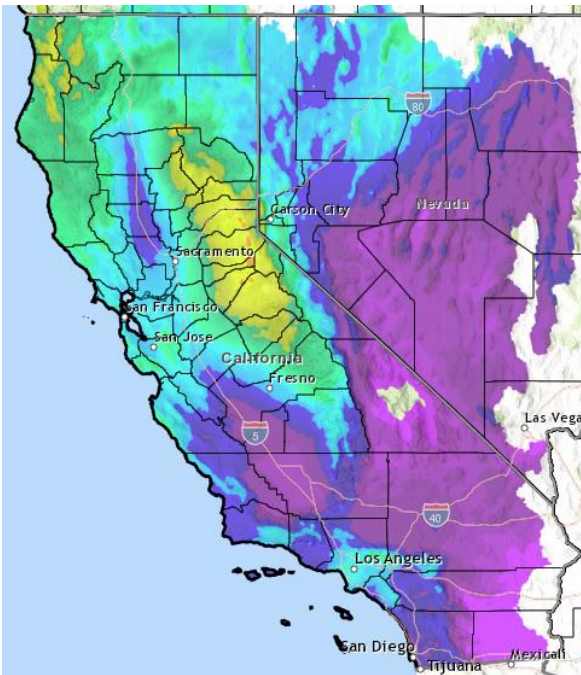 80
Nevada
Carson City
Sacramento
San Francisco
San Jose
California
Fresno
5
Las Vega
40
Los Angeles
San Diego
Mexicali
Tijuana